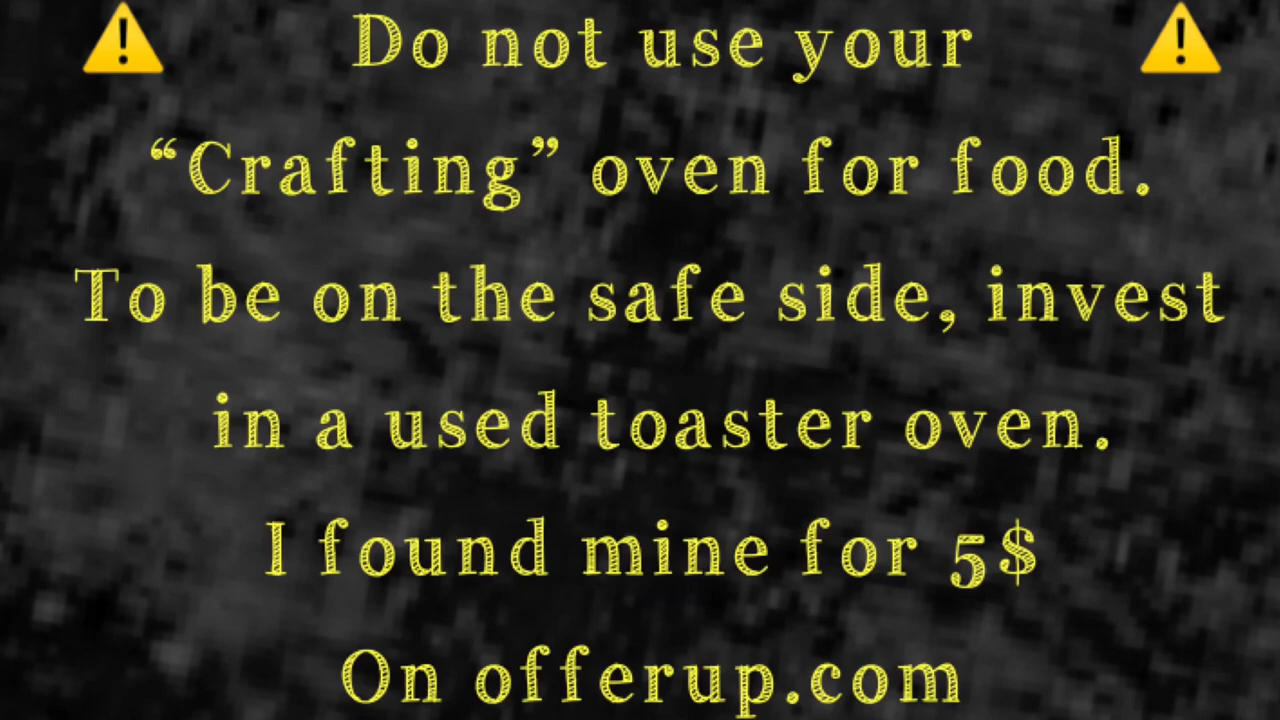 ⚠️ Do not use your ⚠️
“Crafting” oven for food.
To be on the safe side, invest
in a used toaster oven.
I found mine for 5$
On offerup.com